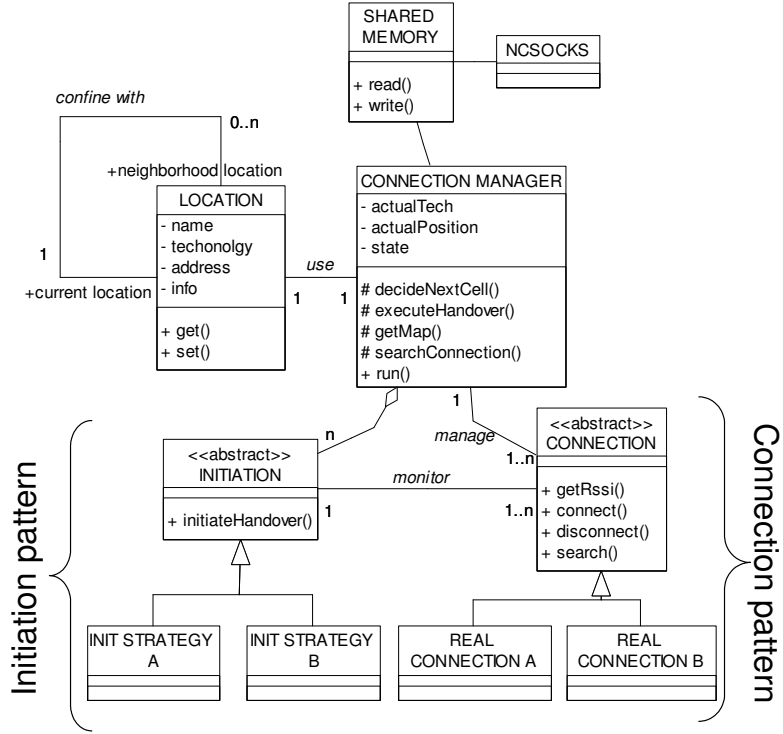 SHARED
MEMORY
+ read()
+ write()
NCSOCKS
confine with
0..n
+neighborhood location
1
+current location
LOCATION
- name
- techonolgy
- address
- info
+ get()
+ set()
use
1
1
CONNECTION MANAGER
- actualTech
- actualPosition
- state
# decideNextCell()
# executeHandover()
# getMap()
# searchConnection()
+ run()
n
1
manage
1..n
Initiation pattern
<<abstract>>
INITIATION
+ initiateHandover()
monitor
1
1..n
<<abstract>>
CONNECTION
+ getRssi()
+ connect()
+ disconnect()
+ search()
Connection pattern
INIT STRATEGY
A
INIT STRATEGY
B
REAL
CONNECTION A
REAL
CONNECTION B